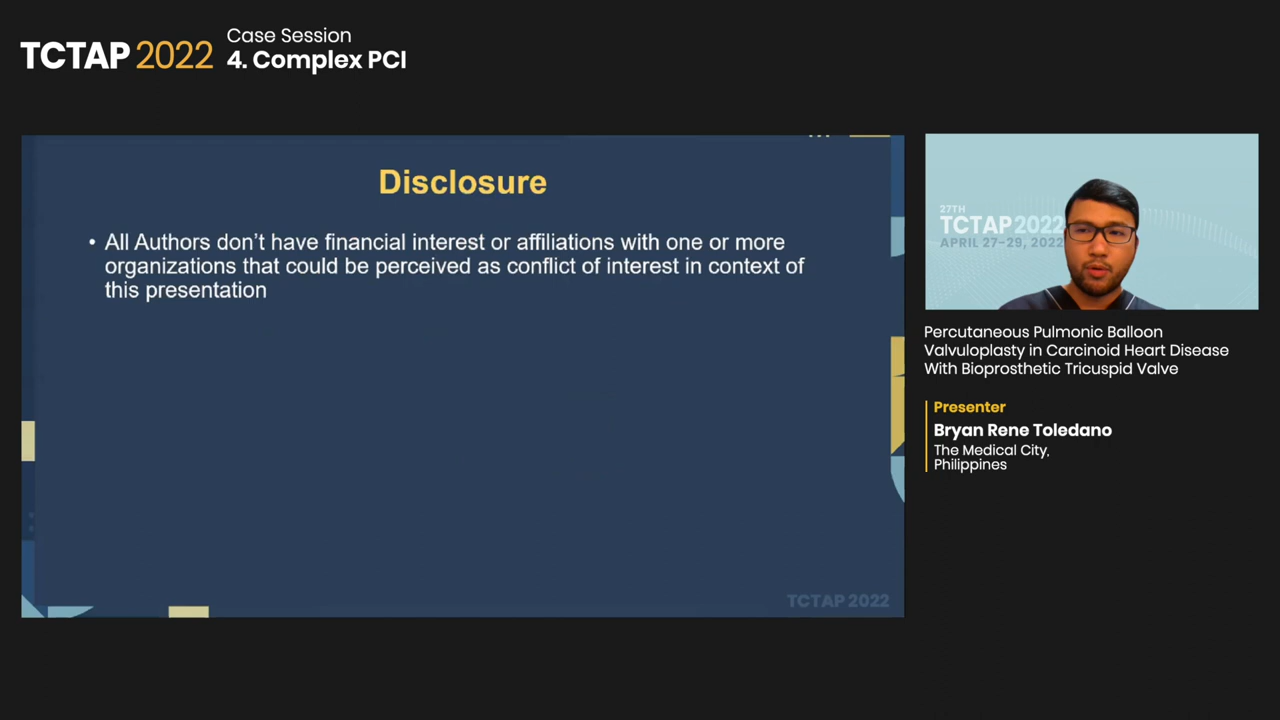 TCTAP 2022
Case Session
4. Complex PCI
Disclosure
• All Authors don't have financial interest or affiliations with one or more
organizations that could be perceived as conflict of interest in context of
this presentation
TCTAP 2022
27TH
TCTAP 2022
APRIL 27-29, 2022
Percutaneous Pulmonic Balloon
Valvuloplasty in Carcinoid Heart Disease
With Bioprosthetic Tricuspid Valve
Presenter
Bryan Rene Toledano
The Medical City,
Philippines